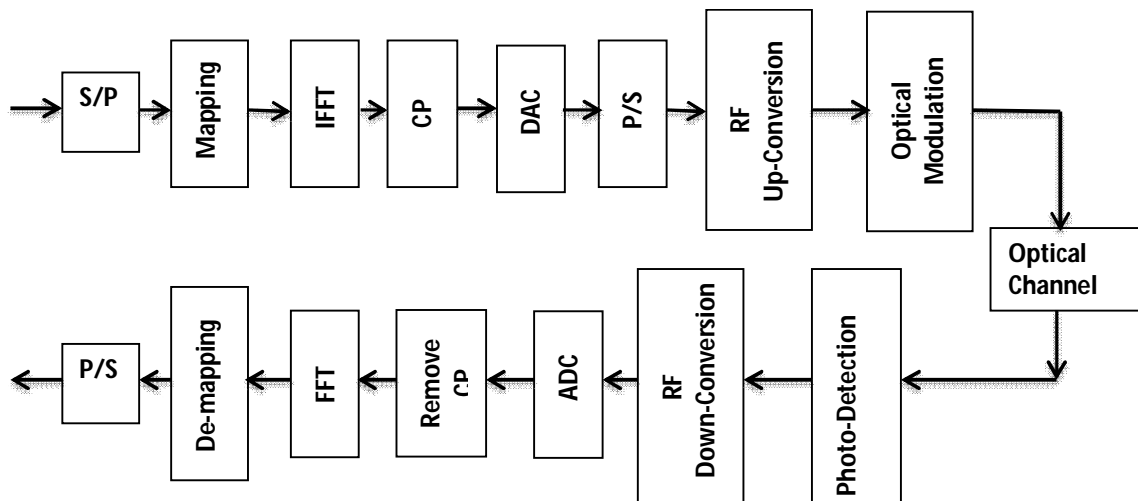 S/P
Mapping
IFFT
CP
DAC
P/S
RF
Up-Conversion
Optical
Modulation
Optical
Channel
Photo-Detection
RF
Down-Conversion
ADC
Remove
CP
FFT
De-mapping
P/S